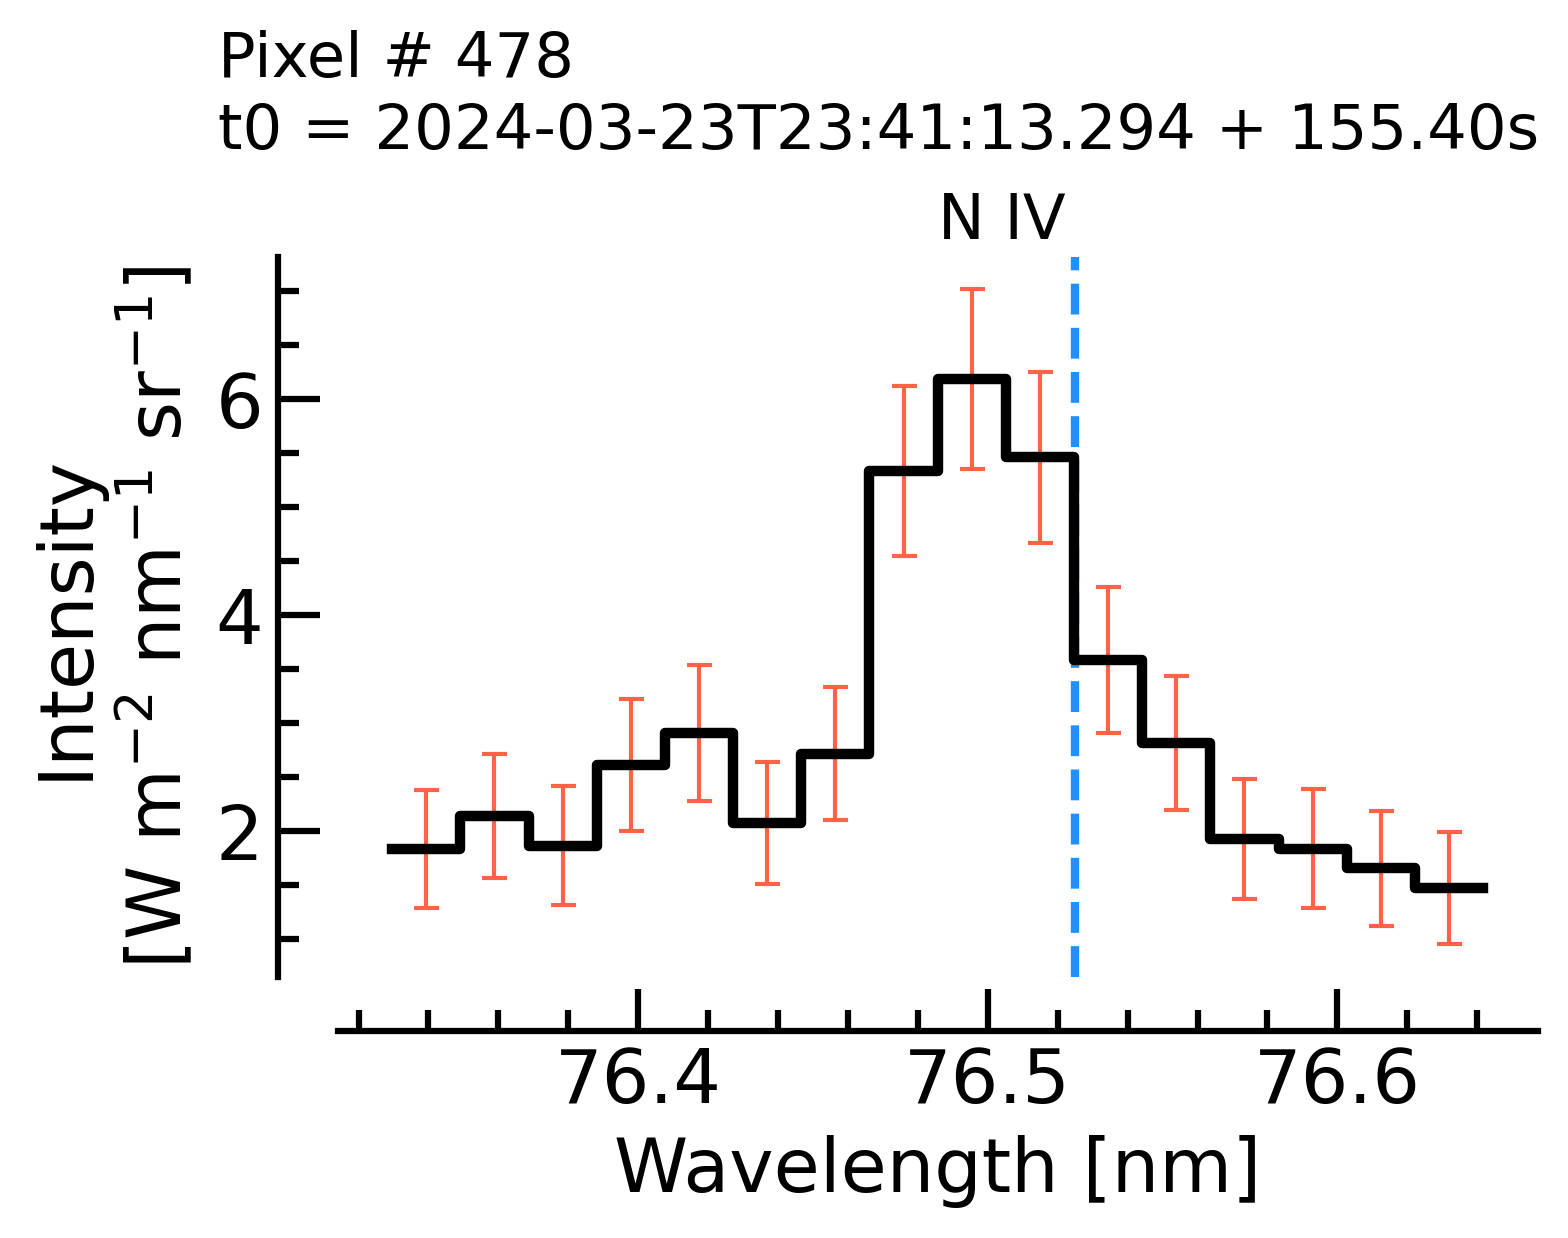 Pixel # 478
t0 = 2024-03-23T23:41:13.294 + 155.40s
N IV
Intensity
[W m⁻² nm⁻¹ sr⁻¹]
6
4
2
76.4 76.5 76.6
Wavelength [nm]